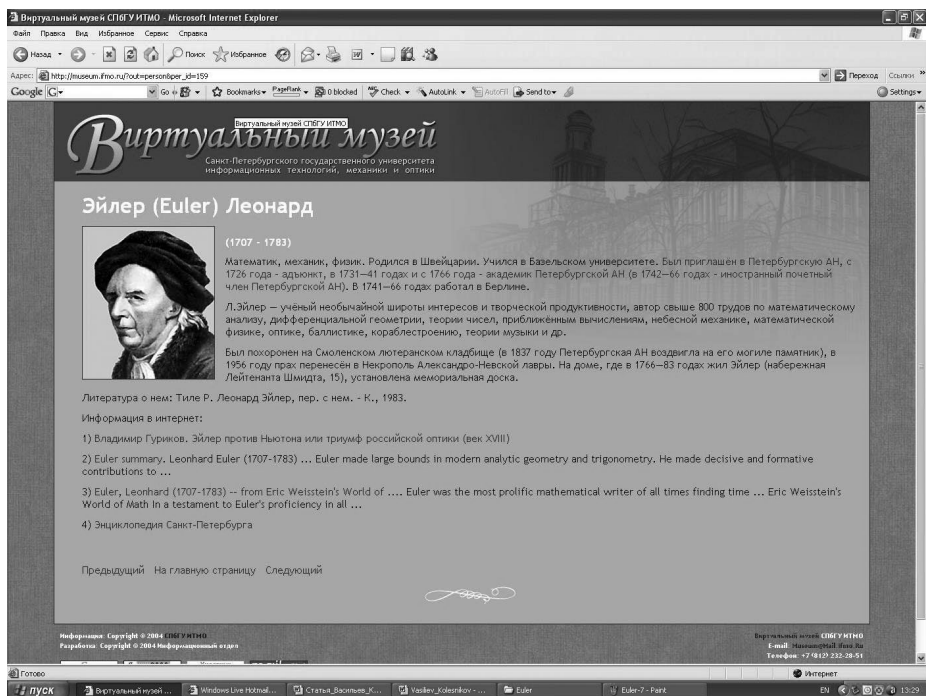 Виртуальный музей СПбГУ ИТМО - Microsoft Internet Explorer
Файл Правка Вид Избранное Сервис Справка
Назад Поиск Избранное
Адрес: http://museum.ifmo.ru/?out=person&per_id=159 Переход Ссылки »
Google G Go Bookmarks PageRank 0 blocked Check AutoLink AutoFill Send to Settings
Виртуальный музей
Виртуальный музей СПбГУ ИТМО
Санкт-Петербургского государственного университета
информационных технологий, механики и оптики
Эйлер (Euler) Леонард
(1707 - 1783)
Математик, механик, физик. Родился в Швейцарии. Учился в Базельском университете. Был приглашен в Петербургскую АН, с
1726 года - адъюнкт, в 1731—41 годах и с 1766 года - академик Петербургской АН (в 1742—66 годах - иностранный почетный
член Петербургской АН). В 1741—66 годах работал в Берлине.
Л.Эйлер — учёный необычайной широты интересов и творческой продуктивности, автор свыше 800 трудов по математическому
анализу, дифференциальной геометрии, теории чисел, приближённым вычислениям, небесной механике, математической
физике, оптике, баллистике, кораблестроению, теории музыки и др.
Был похоронен на Смоленском лютеранском кладбище (в 1837 году Петербургская АН воздвигла на его могиле памятник), в
1956 году прах перенесён в Некрополь Александро-Невской лавры. На доме, где в 1766—83 годах жил Эйлер (набережная
Лейтенанта Шмидта, 15), установлена мемориальная доска.
Литература о нем: Тиле Р. Леонард Эйлер, пер. с нем. - К., 1983.
Информация в интернет:
1) Владимир Гуриков. Эйлер против Ньютона или триумф российской оптики (век XVIII)
2) Euler summary. Leonhard Euler (1707-1783) ... Euler made large bounds in modern analytic geometry and trigonometry. He made decisive and formative
contributions to ...
3) Euler, Leonhard (1707-1783) -- from Eric Weisstein's World of .... Euler was the most prolific mathematical writer of all times finding time ... Eric Weisstein's
World of Math In a testament to Euler's proficiency in all ...
4) Энциклопедия Санкт-Петербурга
Предыдущий На главную страницу Следующий
Информация: Copyright © 2004 СПбГУ ИТМО
Разработка: Copyright © 2004 Информационный отдел
Виртуальный музей СПбГУ ИТМО
E-mail: Museum@Mail.ifmo.Ru
Телефон: +7 (812) 232-28-51
Готово Интернет
пуск Виртуальный музей ... Windows Live Hotmail... Статья_Васильев_К... Vasiliev_Kolesnikov - ... Euler Euler-7 - Paint EN 13:29